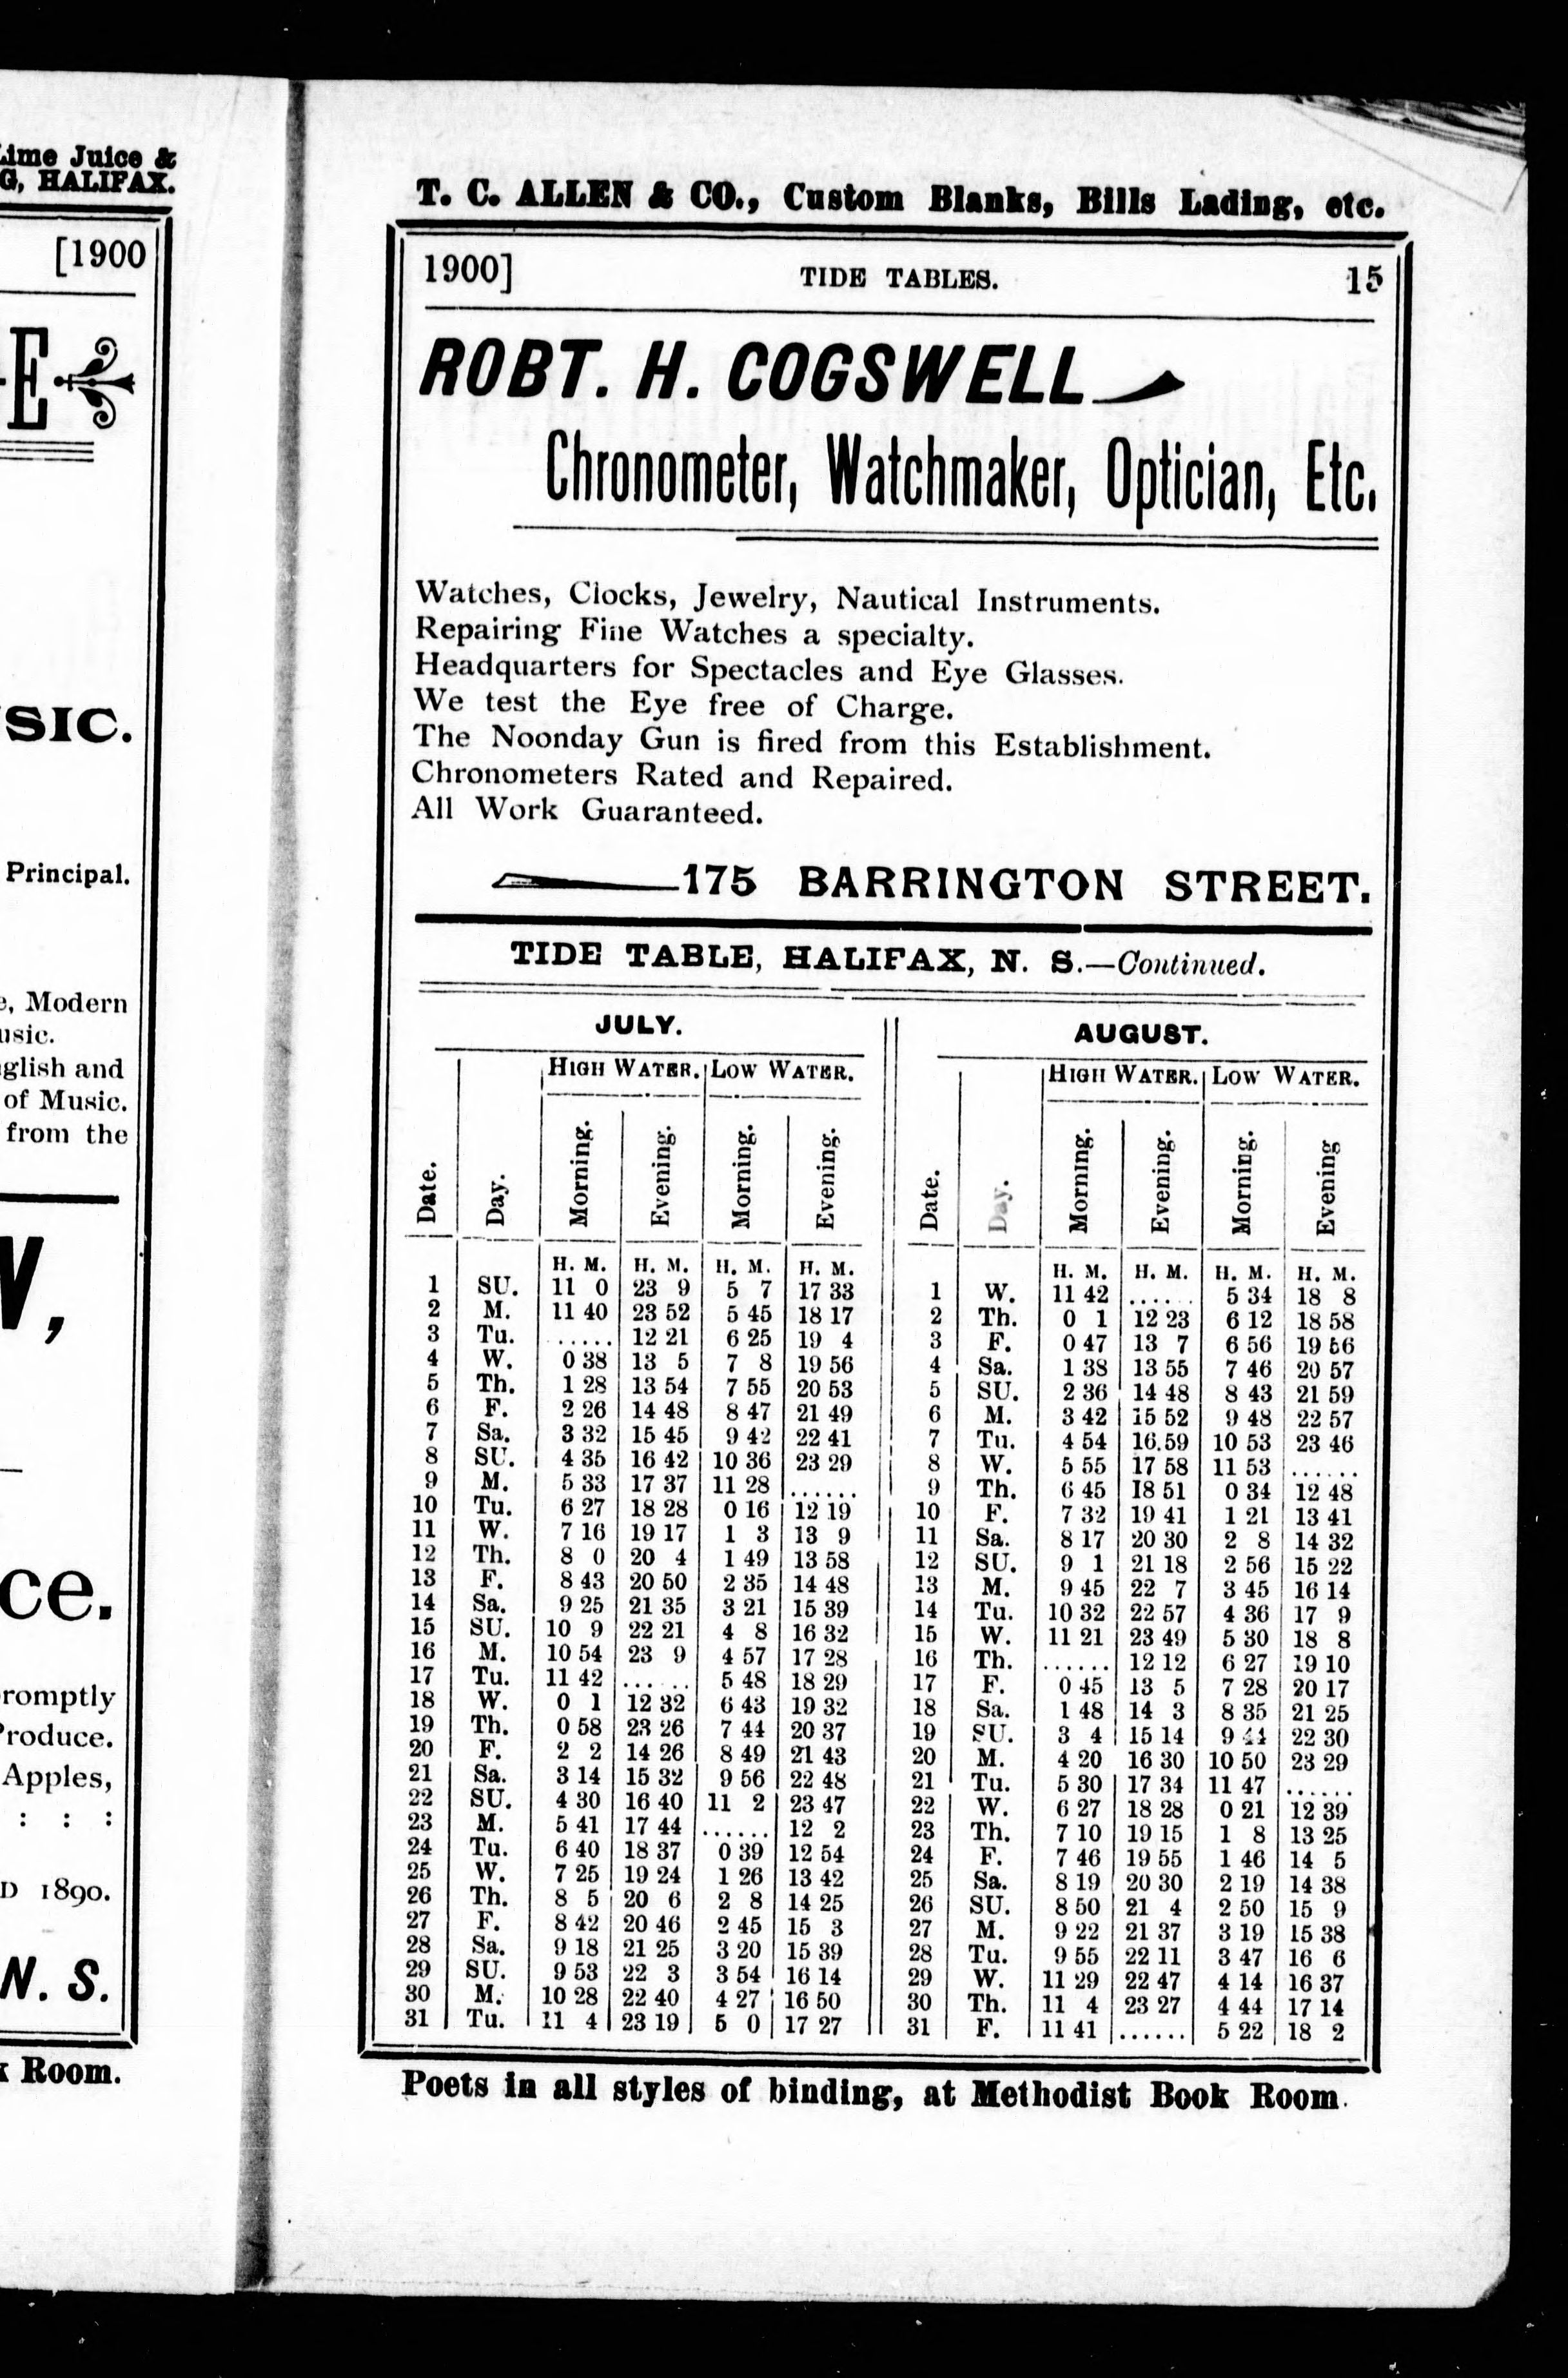 Lime Juice &
G, HALIFAX.
[1900
E
SIC.
Principal.
Modern
usic.
glish and
of Music.
from the
W,
ce.
romptly
Produce.
Apples,
: : :
D 1890.
N. S.
k Room.
T. C. ALLEN & CO., Custom Blanks, Bills Lading, etc.
1900] TIDE TABLES. 15
ROBT. H. COGSWELL
Chronometer, Watchmaker, Optician, Etc.
Watches, Clocks, Jewelry, Nautical Instruments.
Repairing Fine Watches a specialty.
Headquarters for Spectacles and Eye Glasses.
We test the Eye free of Charge.
The Noonday Gun is fired from this Establishment.
Chronometers Rated and Repaired.
All Work Guaranteed.
175 BARRINGTON STREET.
TIDE TABLE, HALIFAX, N. S.—Continued.
JULY.
HIGH WATER. LOW WATER.
Date. Day. Morning. Evening. Morning. Evening.
H. M. H. M. H. M. H. M.
1 SU. 11 0 23 9 5 7 17 33
2 M. 11 40 23 52 5 45 18 17
3 Tu. ...... 12 21 6 25 19 4
4 W. 0 38 13 5 7 8 19 56
5 Th. 1 28 13 54 7 55 20 53
6 F. 2 26 14 48 8 47 21 49
7 Sa. 3 32 15 45 9 42 22 41
8 SU. 4 35 16 42 10 36 23 29
9 M. 5 33 17 37 11 28 ......
10 Tu. 6 27 18 28 0 16 12 19
11 W. 7 16 19 17 1 3 13 9
12 Th. 8 0 20 4 1 49 13 58
13 F. 8 43 20 50 2 35 14 48
14 Sa. 9 25 21 35 3 21 15 39
15 SU. 10 9 22 21 4 8 16 32
16 M. 10 54 23 9 4 57 17 28
17 Tu. 11 42 ...... 5 48 18 29
18 W. 0 1 12 32 6 43 19 32
19 Th. 0 58 23 26 7 44 20 37
20 F. 2 2 14 26 8 49 21 43
21 Sa. 3 14 15 32 9 56 22 48
22 SU. 4 30 16 40 11 2 23 47
23 M. 5 41 17 44 ...... 12 2
24 Tu. 6 40 18 37 0 39 12 54
25 W. 7 25 19 24 1 26 13 42
26 Th. 8 5 20 6 2 8 14 25
27 F. 8 42 20 46 2 45 15 3
28 Sa. 9 18 21 25 3 20 15 39
29 SU. 9 53 22 3 3 54 16 14
30 M. 10 28 22 40 4 27 16 50
31 Tu. 11 4 23 19 5 0 17 27
AUGUST.
HIGH WATER. LOW WATER.
Date. Day. Morning. Evening. Morning. Evening
H. M. H. M. H. M. H. M.
1 W. 11 42 ...... 5 34 18 8
2 Th. 0 1 12 23 6 12 18 58
3 F. 0 47 13 7 6 56 19 56
4 Sa. 1 38 13 55 7 46 20 57
5 SU. 2 36 14 48 8 43 21 59
6 M. 3 42 15 52 9 48 22 57
7 Tu. 4 54 16.59 10 53 23 46
8 W. 5 55 17 58 11 53 ......
9 Th. 6 45 18 51 0 34 12 48
10 F. 7 32 19 41 1 21 13 41
11 Sa. 8 17 20 30 2 8 14 32
12 SU. 9 1 21 18 2 56 15 22
13 M. 9 45 22 7 3 45 16 14
14 Tu. 10 32 22 57 4 36 17 9
15 W. 11 21 23 49 5 30 18 8
16 Th. ...... 12 12 6 27 19 10
17 F. 0 45 13 5 7 28 20 17
18 Sa. 1 48 14 3 8 35 21 25
19 SU. 3 4 15 14 9 44 22 30
20 M. 4 20 16 30 10 50 23 29
21 Tu. 5 30 17 34 11 47 ......
22 W. 6 27 18 28 0 21 12 39
23 Th. 7 10 19 15 1 8 13 25
24 F. 7 46 19 55 1 46 14 5
25 Sa. 8 19 20 30 2 19 14 38
26 SU. 8 50 21 4 2 50 15 9
27 M. 9 22 21 37 3 19 15 38
28 Tu. 9 55 22 11 3 47 16 6
29 W. 11 29 22 47 4 14 16 37
30 Th. 11 4 23 27 4 44 17 14
31 F. 11 41 ...... 5 22 18 2
Poets in all styles of binding, at Methodist Book Room.